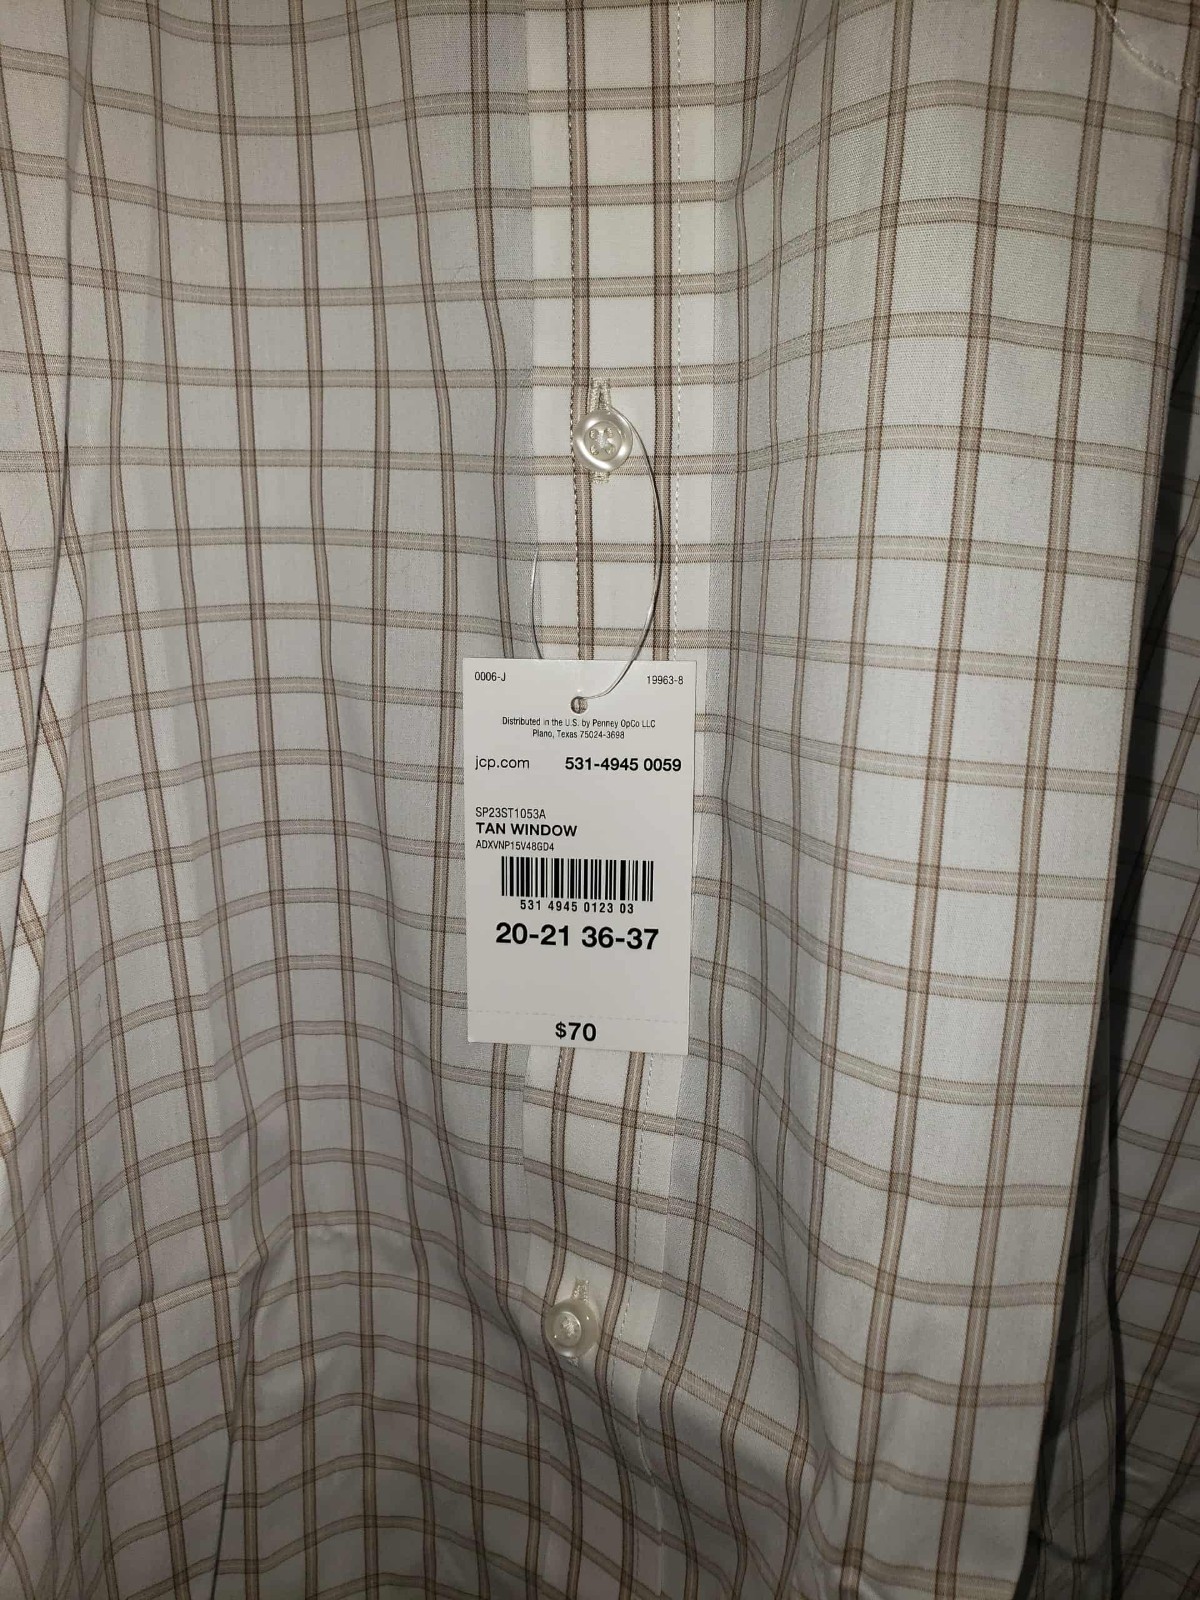 0006-J 19963-8
Distributed in the U.S. by Penney OpCo LLC
Plano, Texas 75024-3698
jcp.com 531-4945 0059
SP23ST1053A
TAN WINDOW
ADXVNP15V48GD4
531 4945 0123 03
20-21 36-37
$70